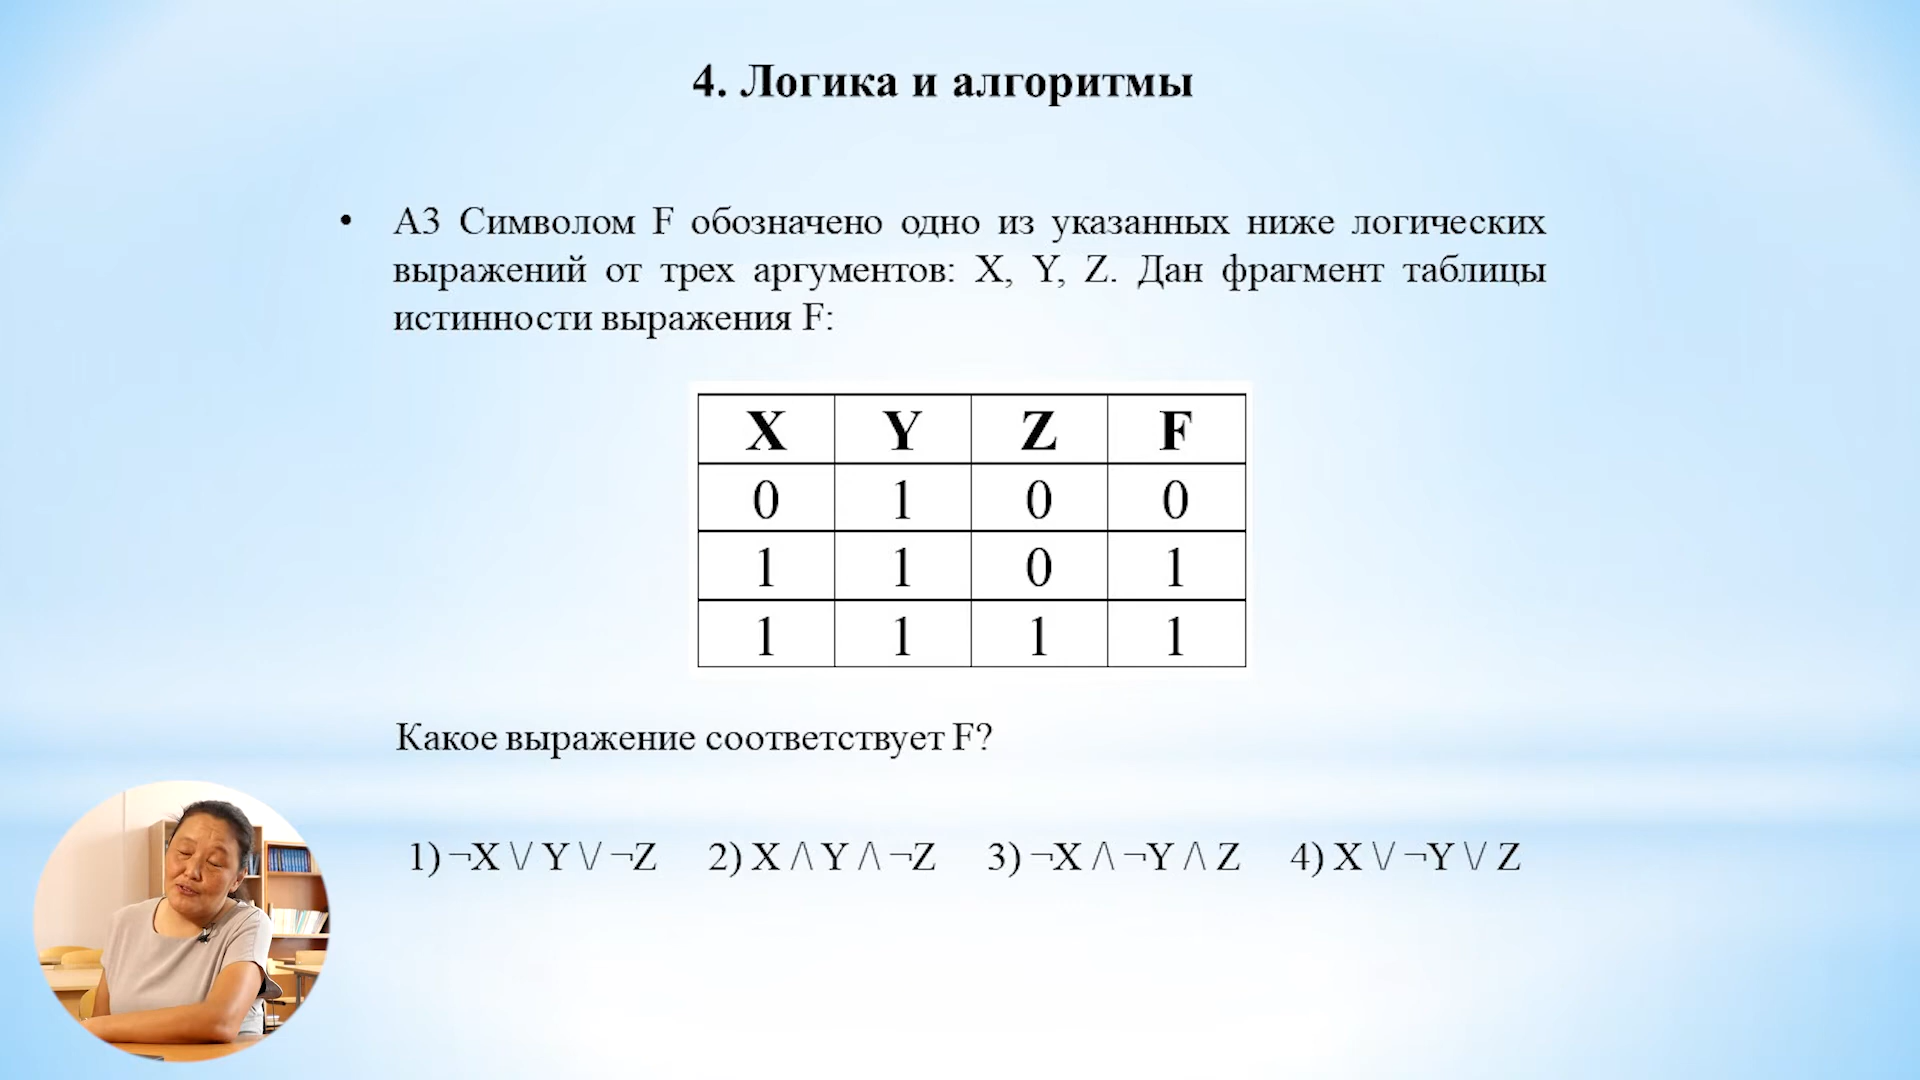 4. Логика и алгоритмы
• А3 Символом F обозначено одно из указанных ниже логических
выражений от трех аргументов: X, Y, Z. Дан фрагмент таблицы
истинности выражения F:
X Y Z F
0 1 0 0
1 1 0 1
1 1 1 1
Какое выражение соответствует F?
1) ¬X \/ Y \/ ¬Z 2) X /\ Y /\ ¬Z 3) ¬X /\ ¬Y /\ Z 4) X \/ ¬Y \/ Z